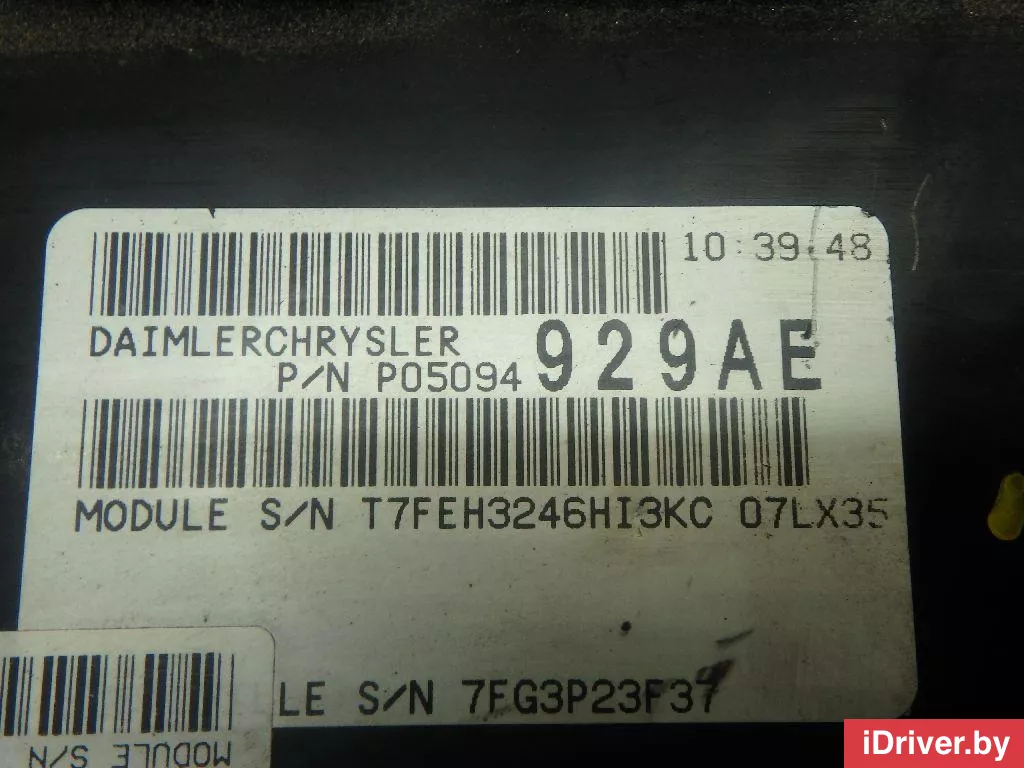 10:39:48
DAIMLERCHRYSLER
P/N P05094 929AE
MODULE S/N T7FEH3246HI3KC 07LX35
LE S/N 7FG3P23F37
MODULE S/N
iDriver.by